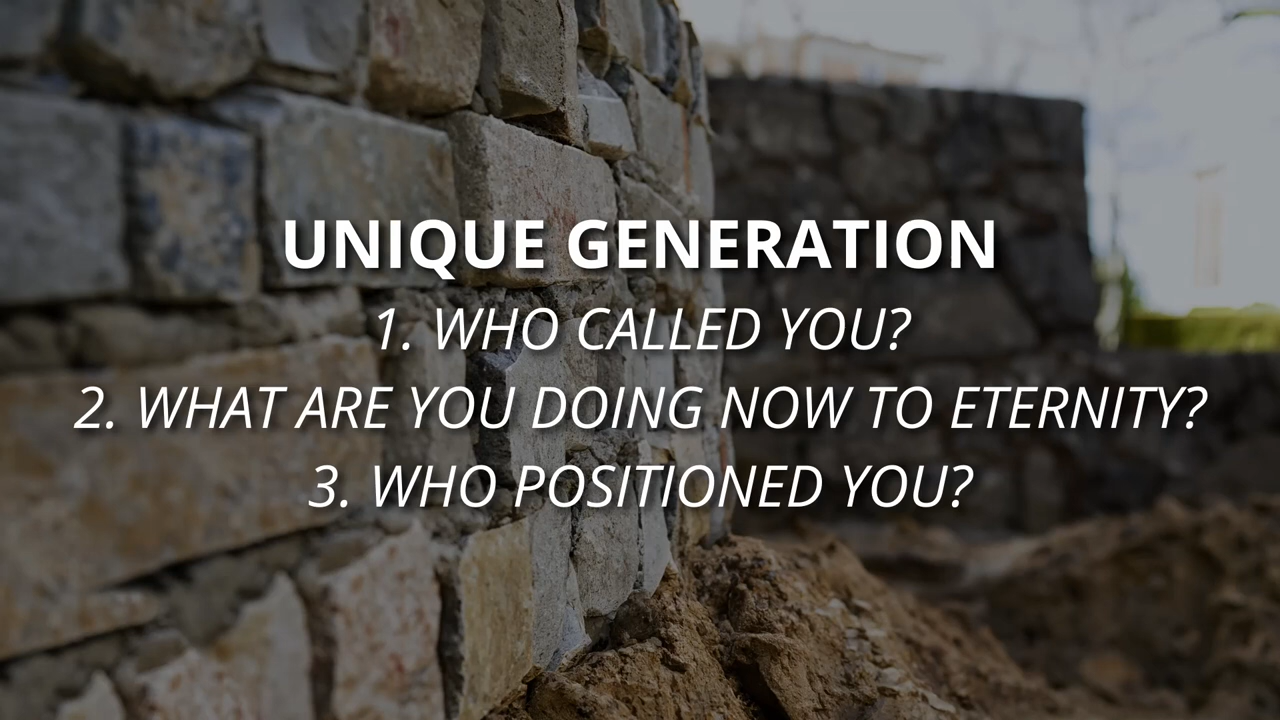 UNIQUE GENERATION
1. WHO CALLED YOU?
2. WHAT ARE YOU DOING NOW TO ETERNITY?
3. WHO POSITIONED YOU?